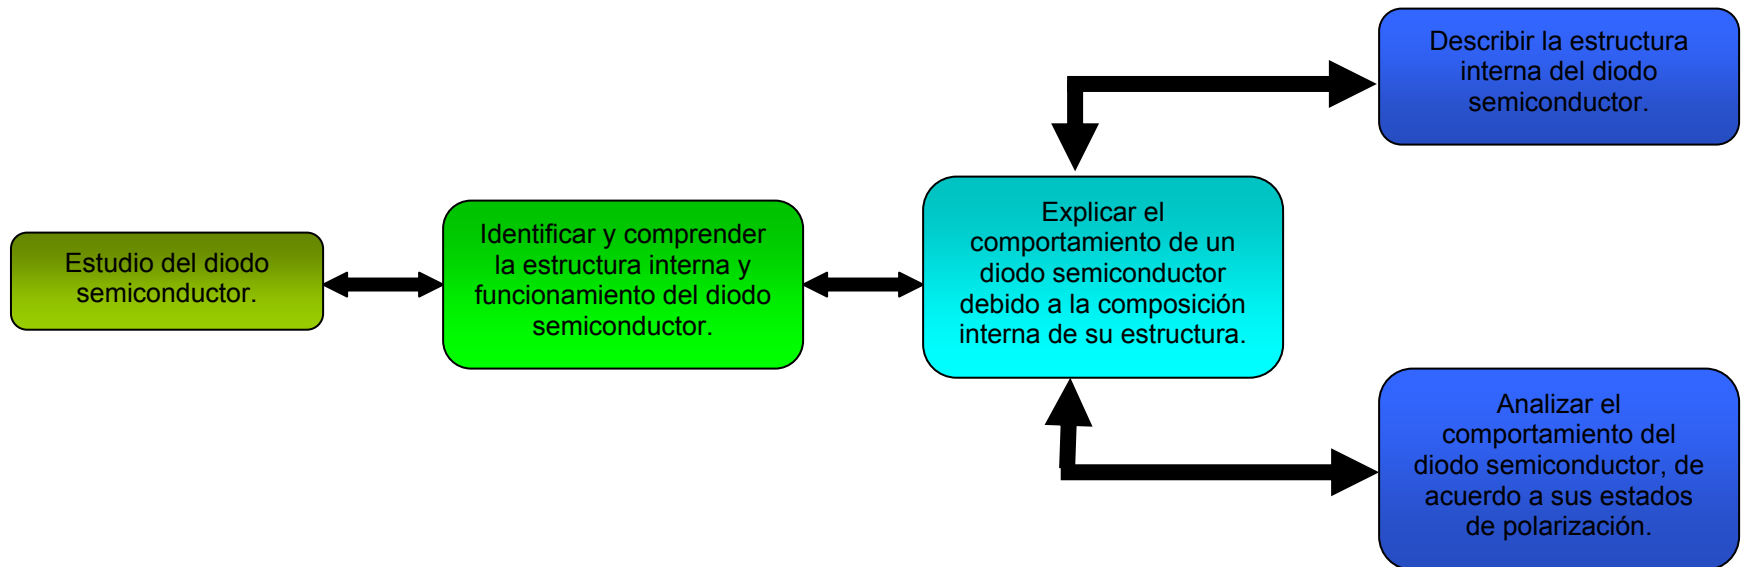 Estudio del diodo
semiconductor.
Identificar y comprender
la estructura interna y
funcionamiento del diodo
semiconductor.
Explicar el
comportamiento de un
diodo semiconductor
debido a la composición
interna de su estructura.
Describir la estructura
interna del diodo
semiconductor.
Analizar el
comportamiento del
diodo semiconductor, de
acuerdo a sus estados
de polarización.